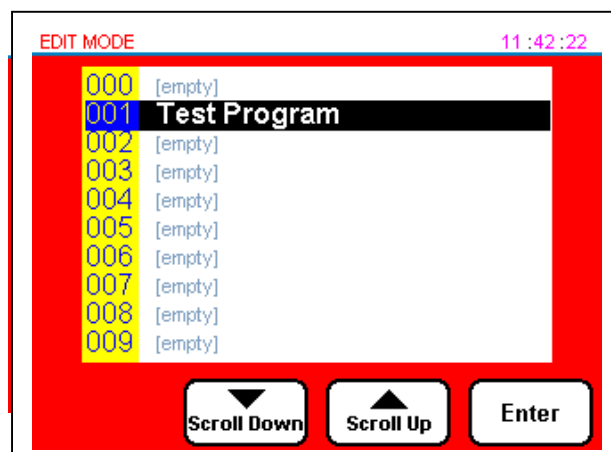 EDIT MODE 11 :42 :22
000 [empty]
001 Test Program
002 [empty]
003 [empty]
004 [empty]
005 [empty]
006 [empty]
007 [empty]
008 [empty]
009 [empty]
Scroll Down Scroll Up Enter